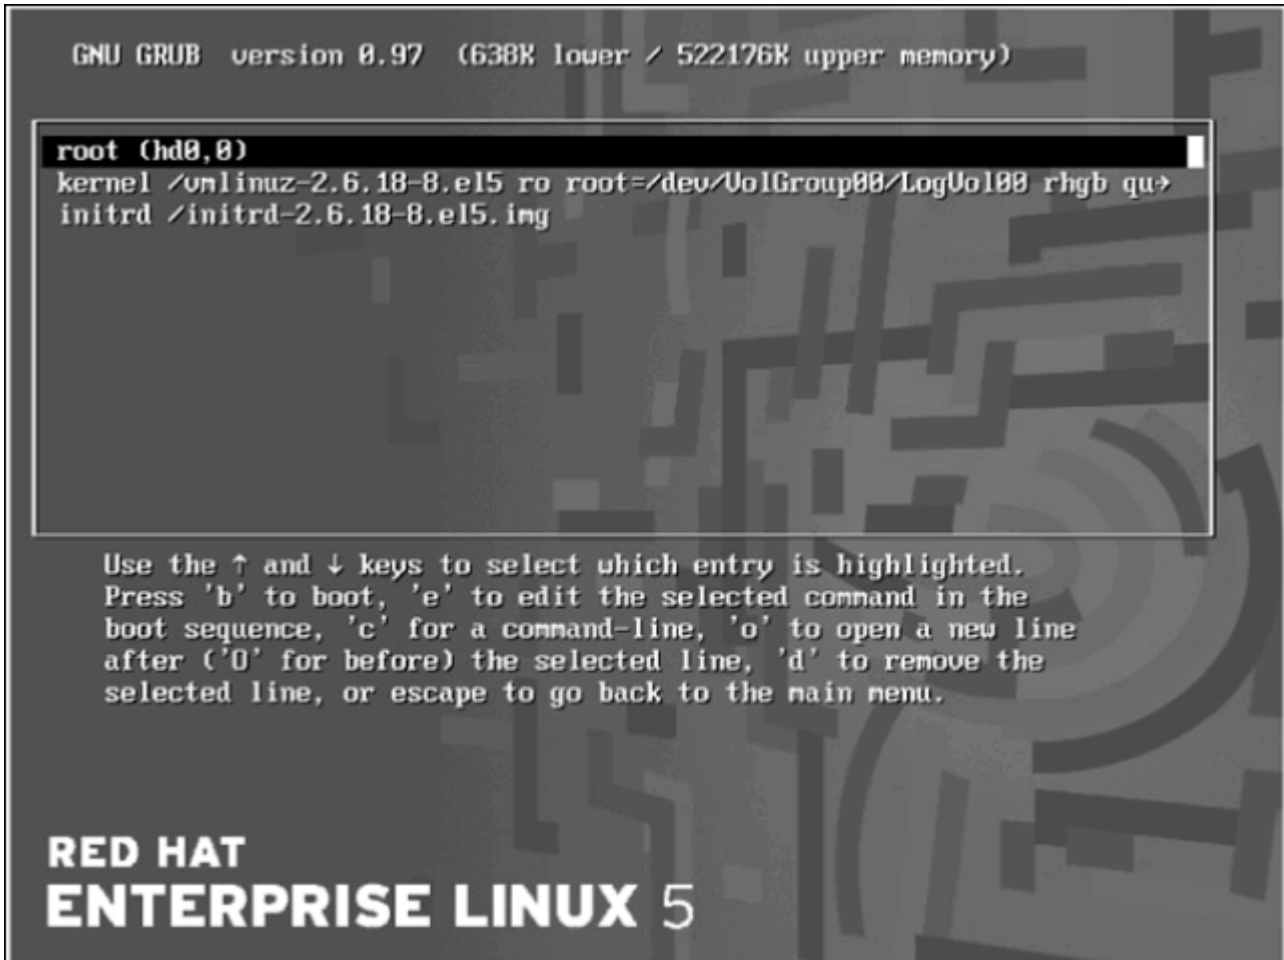 GNU GRUB  version 0.97  (638K lower / 522176K upper memory)
root (hd0,0)
kernel /vmlinuz-2.6.18-8.el5 ro root=/dev/VolGroup00/LogVol00 rhgb qu→
initrd /initrd-2.6.18-8.el5.img
Use the ↑ and ↓ keys to select which entry is highlighted.
Press 'b' to boot, 'e' to edit the selected command in the
boot sequence, 'c' for a command-line, 'o' to open a new line
after ('O' for before) the selected line, 'd' to remove the
selected line, or escape to go back to the main menu.
RED HAT
ENTERPRISE LINUX 5